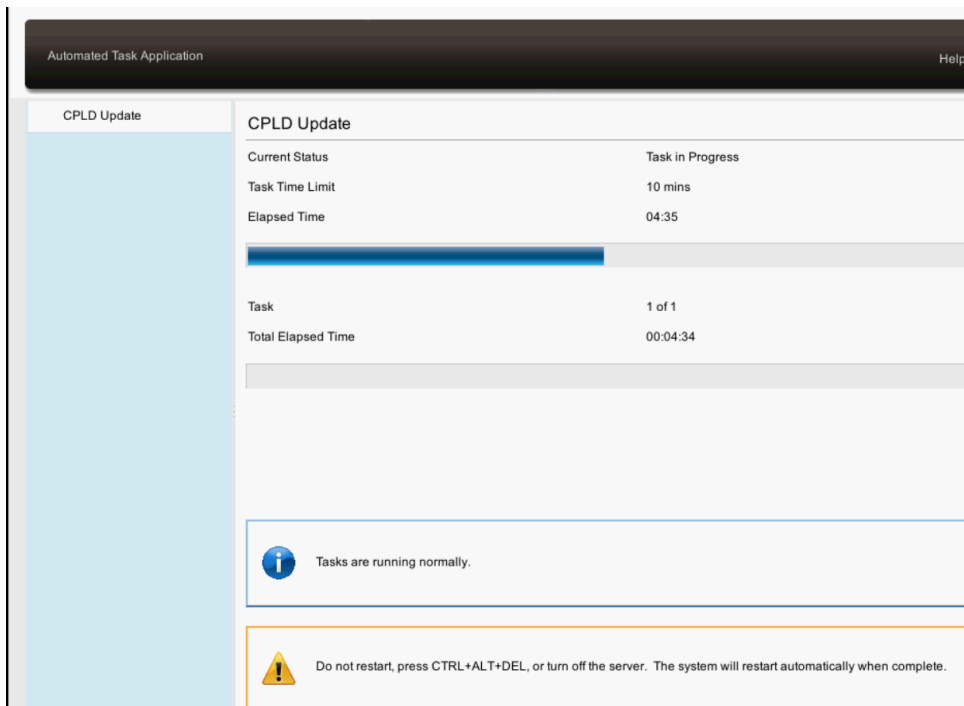 Automated Task Application
Help
CPLD Update
CPLD Update
Current Status Task in Progress
Task Time Limit 10 mins
Elapsed Time 04:35
Task 1 of 1
Total Elapsed Time 00:04:34
Tasks are running normally.
Do not restart, press CTRL+ALT+DEL, or turn off the server. The system will restart automatically when complete.